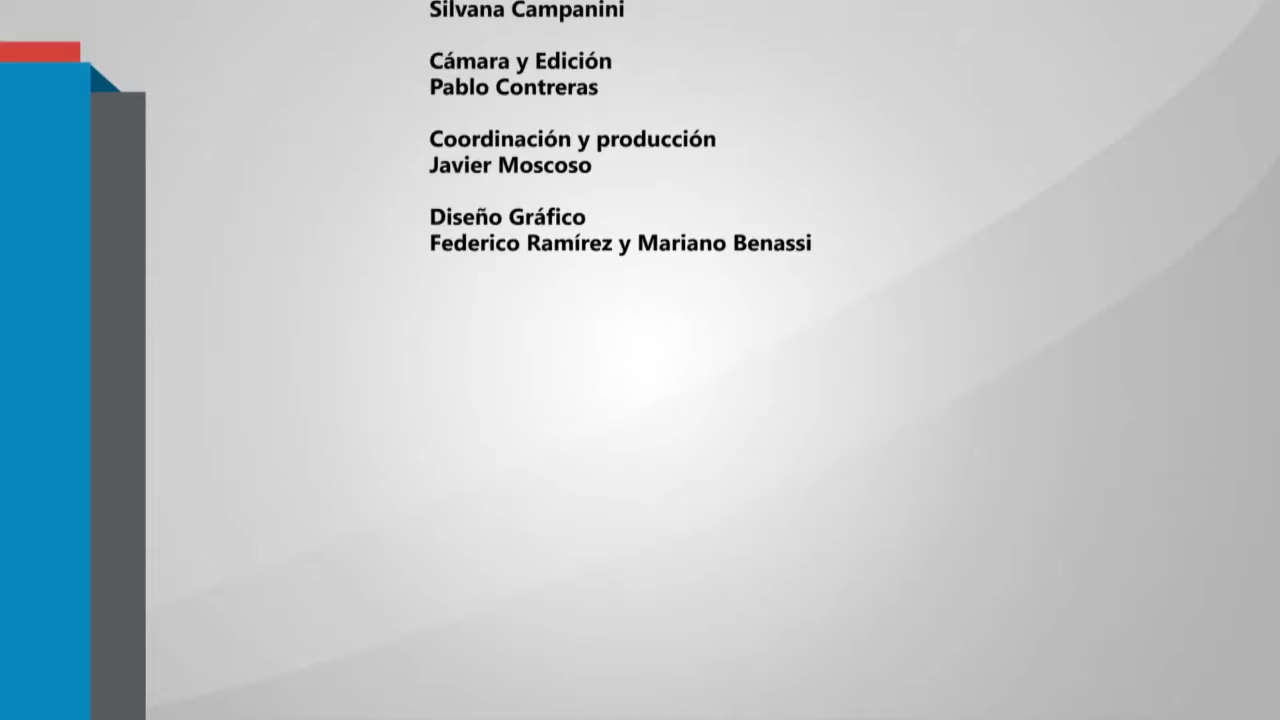 Silvana Campanini
Cámara y Edición
Pablo Contreras
Coordinación y producción
Javier Moscoso
Diseño Gráfico
Federico Ramírez y Mariano Benassi